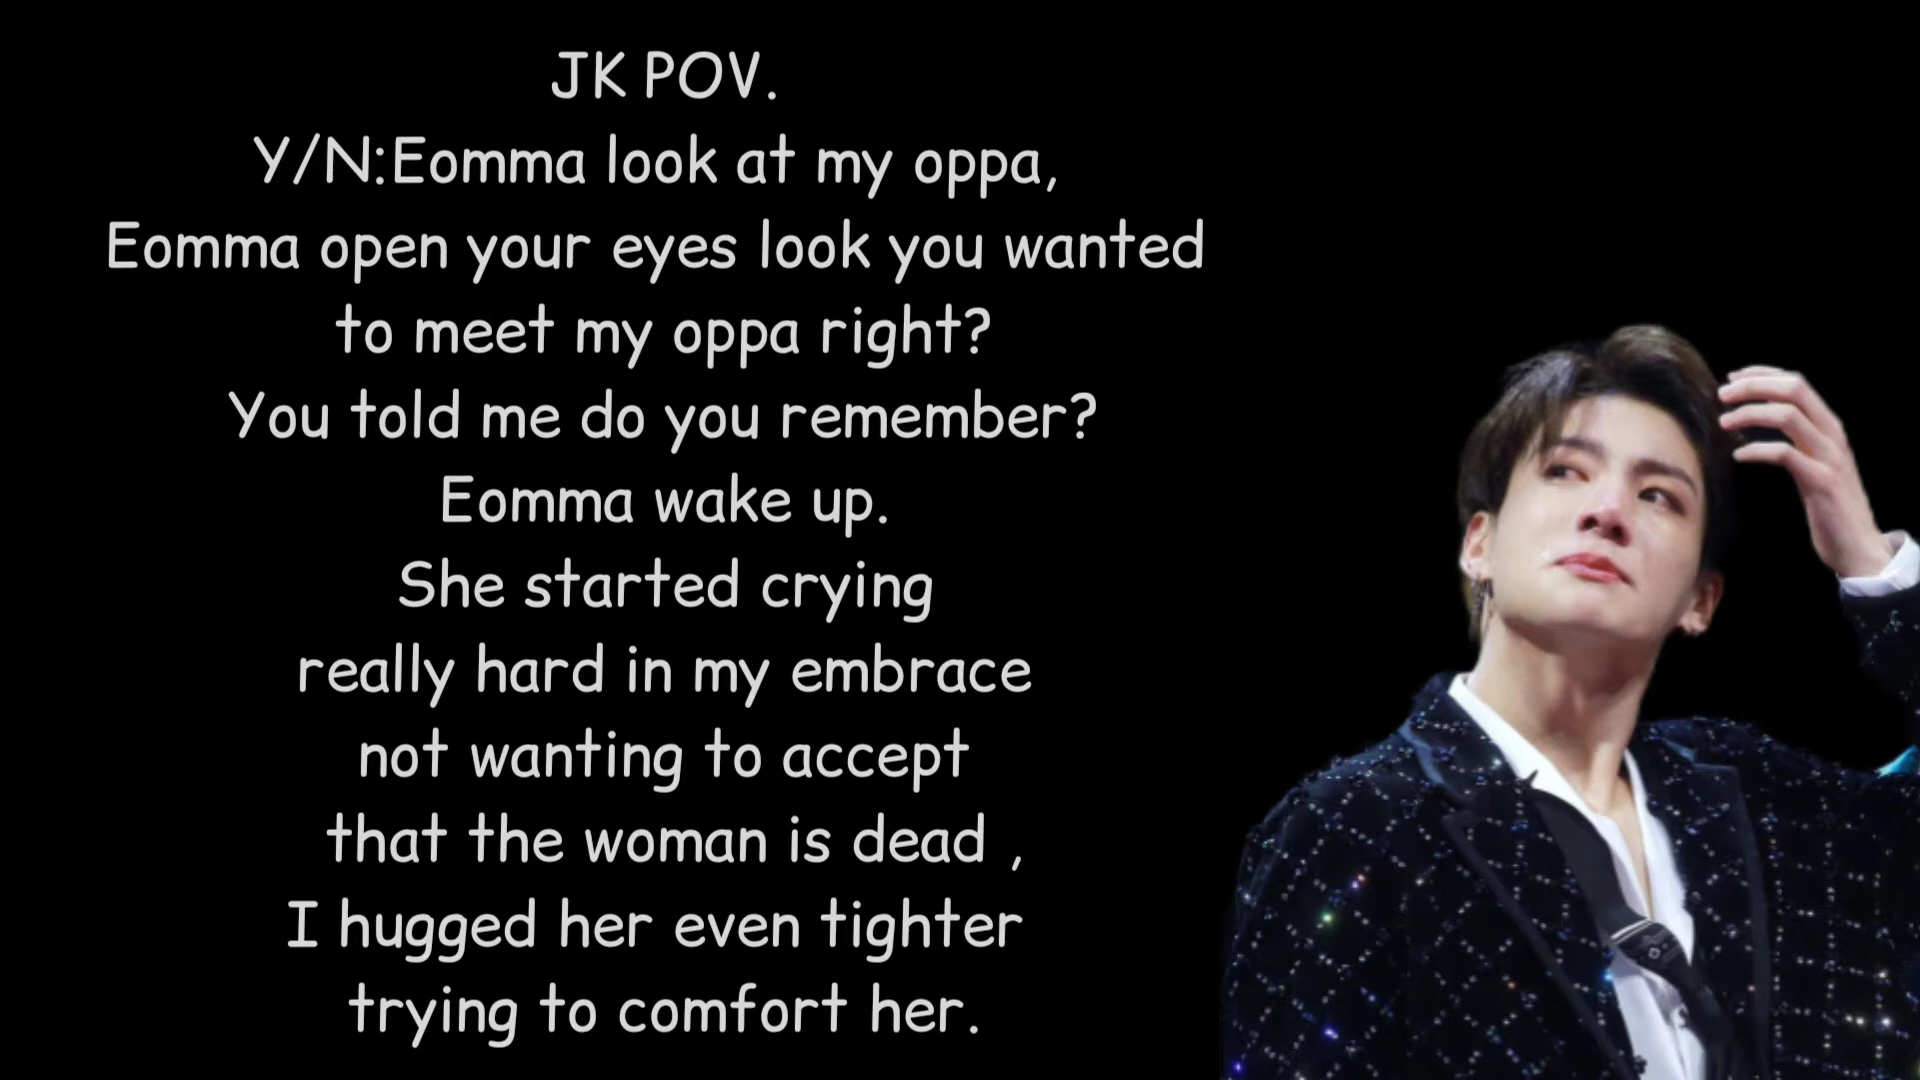 JK POV.
Y/N:Eomma look at my oppa,
Eomma open your eyes look you wanted
to meet my oppa right?
You told me do you remember?
Eomma wake up.
She started crying
really hard in my embrace
not wanting to accept
that the woman is dead ,
I hugged her even tighter
trying to comfort her.